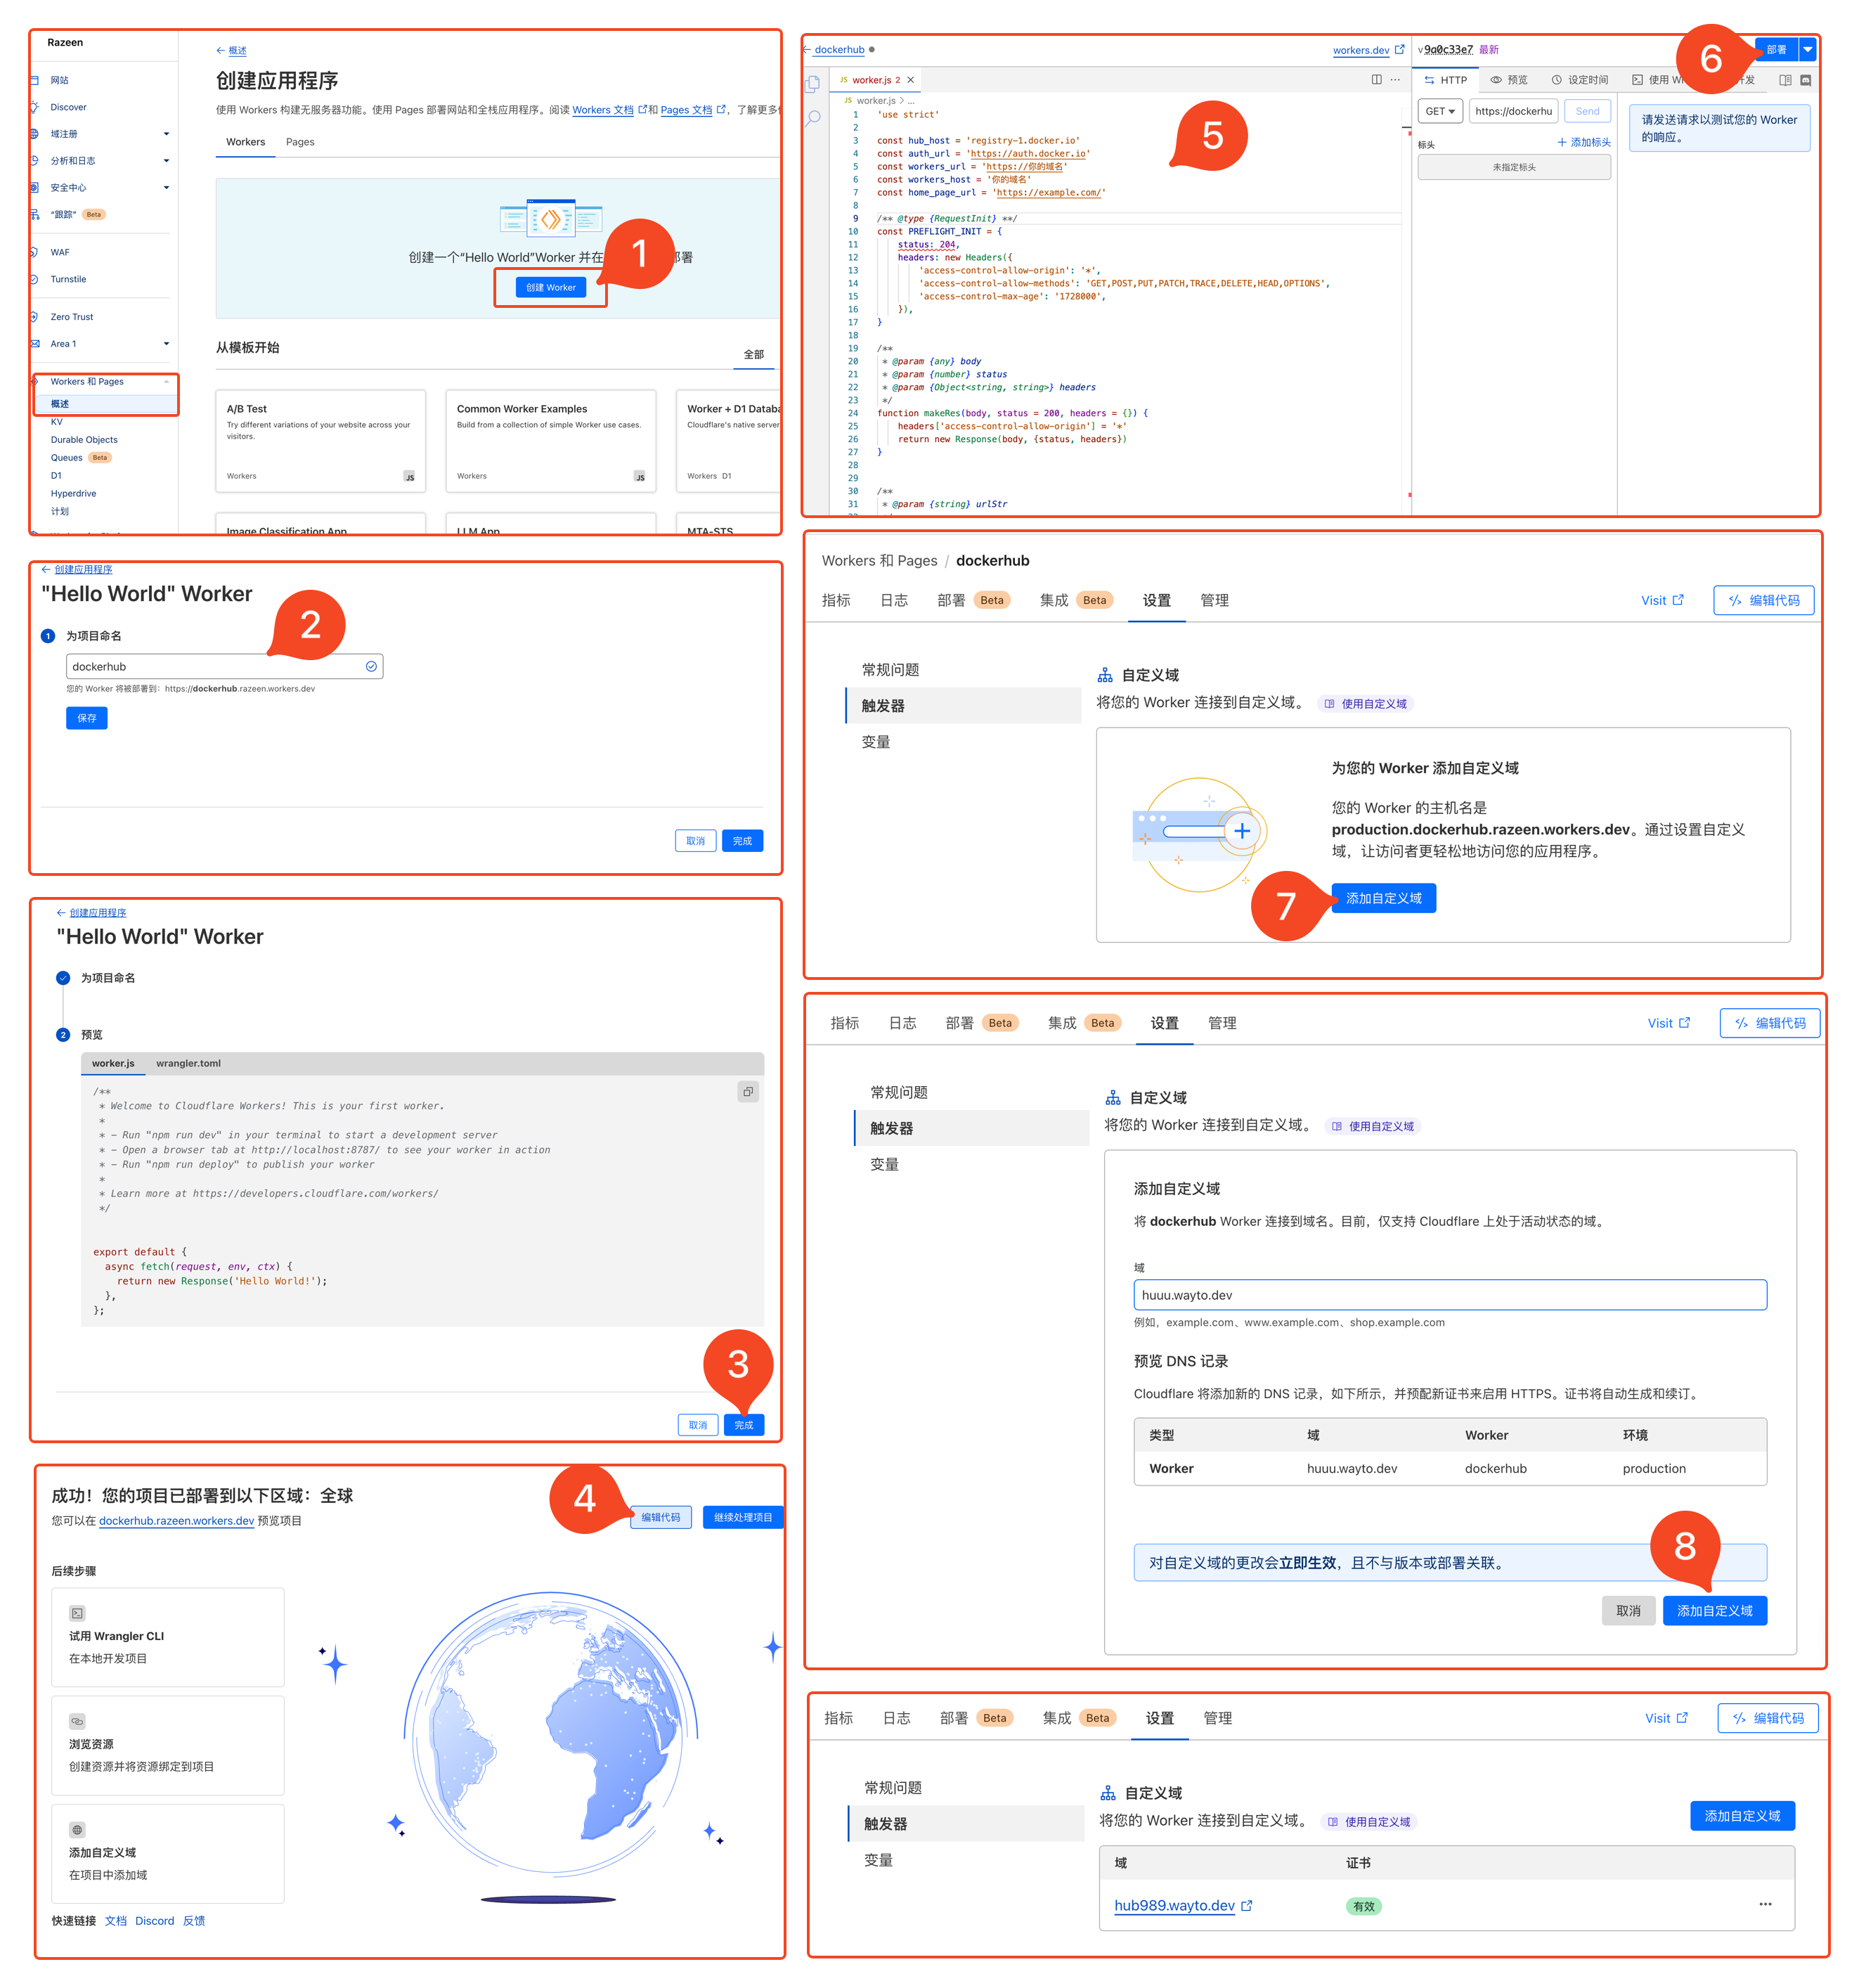 Razeen
网站
Discover
域注册
分析和日志
安全中心
"跟踪" Beta
WAF
Turnstile
Zero Trust
Area 1
Workers 和 Pages
概述
KV
Durable Objects
Queues Beta
D1
Hyperdrive
计划
← 概述
创建应用程序
使用 Workers 构建无服务器功能。使用 Pages 部署网站和全栈应用程序。阅读 Workers 文档 和 Pages 文档 ，了解更多
Workers Pages
创建一个“Hello World”Worker 并在 部署
1
创建 Worker
从模板开始
全部
A/B Test
Try different variations of your website across your
visitors.
Workers JS
Common Worker Examples
Build from a collection of simple Worker use cases.
Workers JS
Worker + D1 Databa
Cloudflare's native server
Workers D1
Image Classification App
LLM App
MTA-STS
← 创建应用程序
"Hello World" Worker
2
1 为项目命名
dockerhub
您的 Worker 将被部署到：https://dockerhub.razeen.workers.dev
保存
取消 完成
← 创建应用程序
"Hello World" Worker
为项目命名
2 预览
worker.js wrangler.toml
/**
* Welcome to Cloudflare Workers! This is your first worker.
*
* - Run "npm run dev" in your terminal to start a development server
* - Open a browser tab at http://localhost:8787/ to see your worker in action
* - Run "npm run deploy" to publish your worker
*
* Learn more at https://developers.cloudflare.com/workers/
*/
export default {
async fetch(request, env, ctx) {
return new Response('Hello World!');
},
};
3
取消 完成
成功！您的项目已部署到以下区域：全球
您可以在 dockerhub.razeen.workers.dev 预览项目
4
编辑代码 继续处理项目
后续步骤
试用 Wrangler CLI
在本地开发项目
浏览资源
创建资源并将资源绑定到项目
添加自定义域
在项目中添加域
快速链接 文档 Discord 反馈
← dockerhub ●
workers.dev
v9a0c33e7 最新
6
部署
JS worker.js 2 ×
JS worker.js > ...
5
1 'use strict'
2
3 const hub_host = 'registry-1.docker.io'
4 const auth_url = 'https://auth.docker.io'
5 const workers_url = 'https://你的域名'
6 const workers_host = '你的域名'
7 const home_page_url = 'https://example.com/'
8
9 /** @type {RequestInit} **/
10 const PREFLIGHT_INIT = {
11 status: 204,
12 headers: new Headers({
13 'access-control-allow-origin': '*',
14 'access-control-allow-methods': 'GET,POST,PUT,PATCH,TRACE,DELETE,HEAD,OPTIONS',
15 'access-control-max-age': '1728000',
16 }),
17 }
18
19 /**
20 * @param {any} body
21 * @param {number} status
22 * @param {Object<string, string>} headers
23 */
24 function makeRes(body, status = 200, headers = {}) {
25 headers['access-control-allow-origin'] = '*'
26 return new Response(body, {status, headers})
27 }
28
29
30 /**
31 * @param {string} urlStr
HTTP 预览 设定时间 使用 发
GET https://dockerhu Send
标头 + 添加标头
未指定标头
请发送请求以测试您的 Worker
的响应。
Workers 和 Pages / dockerhub
指标 日志 部署 Beta 集成 Beta 设置 管理 Visit 编辑代码
常规问题
触发器
变量
自定义域
将您的 Worker 连接到自定义域。 使用自定义域
为您的 Worker 添加自定义域
您的 Worker 的主机名是
production.dockerhub.razeen.workers.dev。通过设置自定义
域，让访问者更轻松地访问您的应用程序。
7
添加自定义域
指标 日志 部署 Beta 集成 Beta 设置 管理 Visit 编辑代码
常规问题
触发器
变量
自定义域
将您的 Worker 连接到自定义域。 使用自定义域
添加自定义域
将 dockerhub Worker 连接到域名。目前，仅支持 Cloudflare 上处于活动状态的域。
域
huuu.wayto.dev
例如，example.com、www.example.com、shop.example.com
预览 DNS 记录
Cloudflare 将添加新的 DNS 记录，如下所示，并预配新证书来启用 HTTPS。证书将自动生成和续订。
类型 域 Worker 环境
Worker huuu.wayto.dev dockerhub production
8
对自定义域的更改会立即生效，且不与版本或部署关联。
取消 添加自定义域
指标 日志 部署 Beta 集成 Beta 设置 管理 Visit 编辑代码
常规问题
触发器
变量
自定义域
将您的 Worker 连接到自定义域。 使用自定义域
添加自定义域
域 证书
hub989.wayto.dev 有效 ...